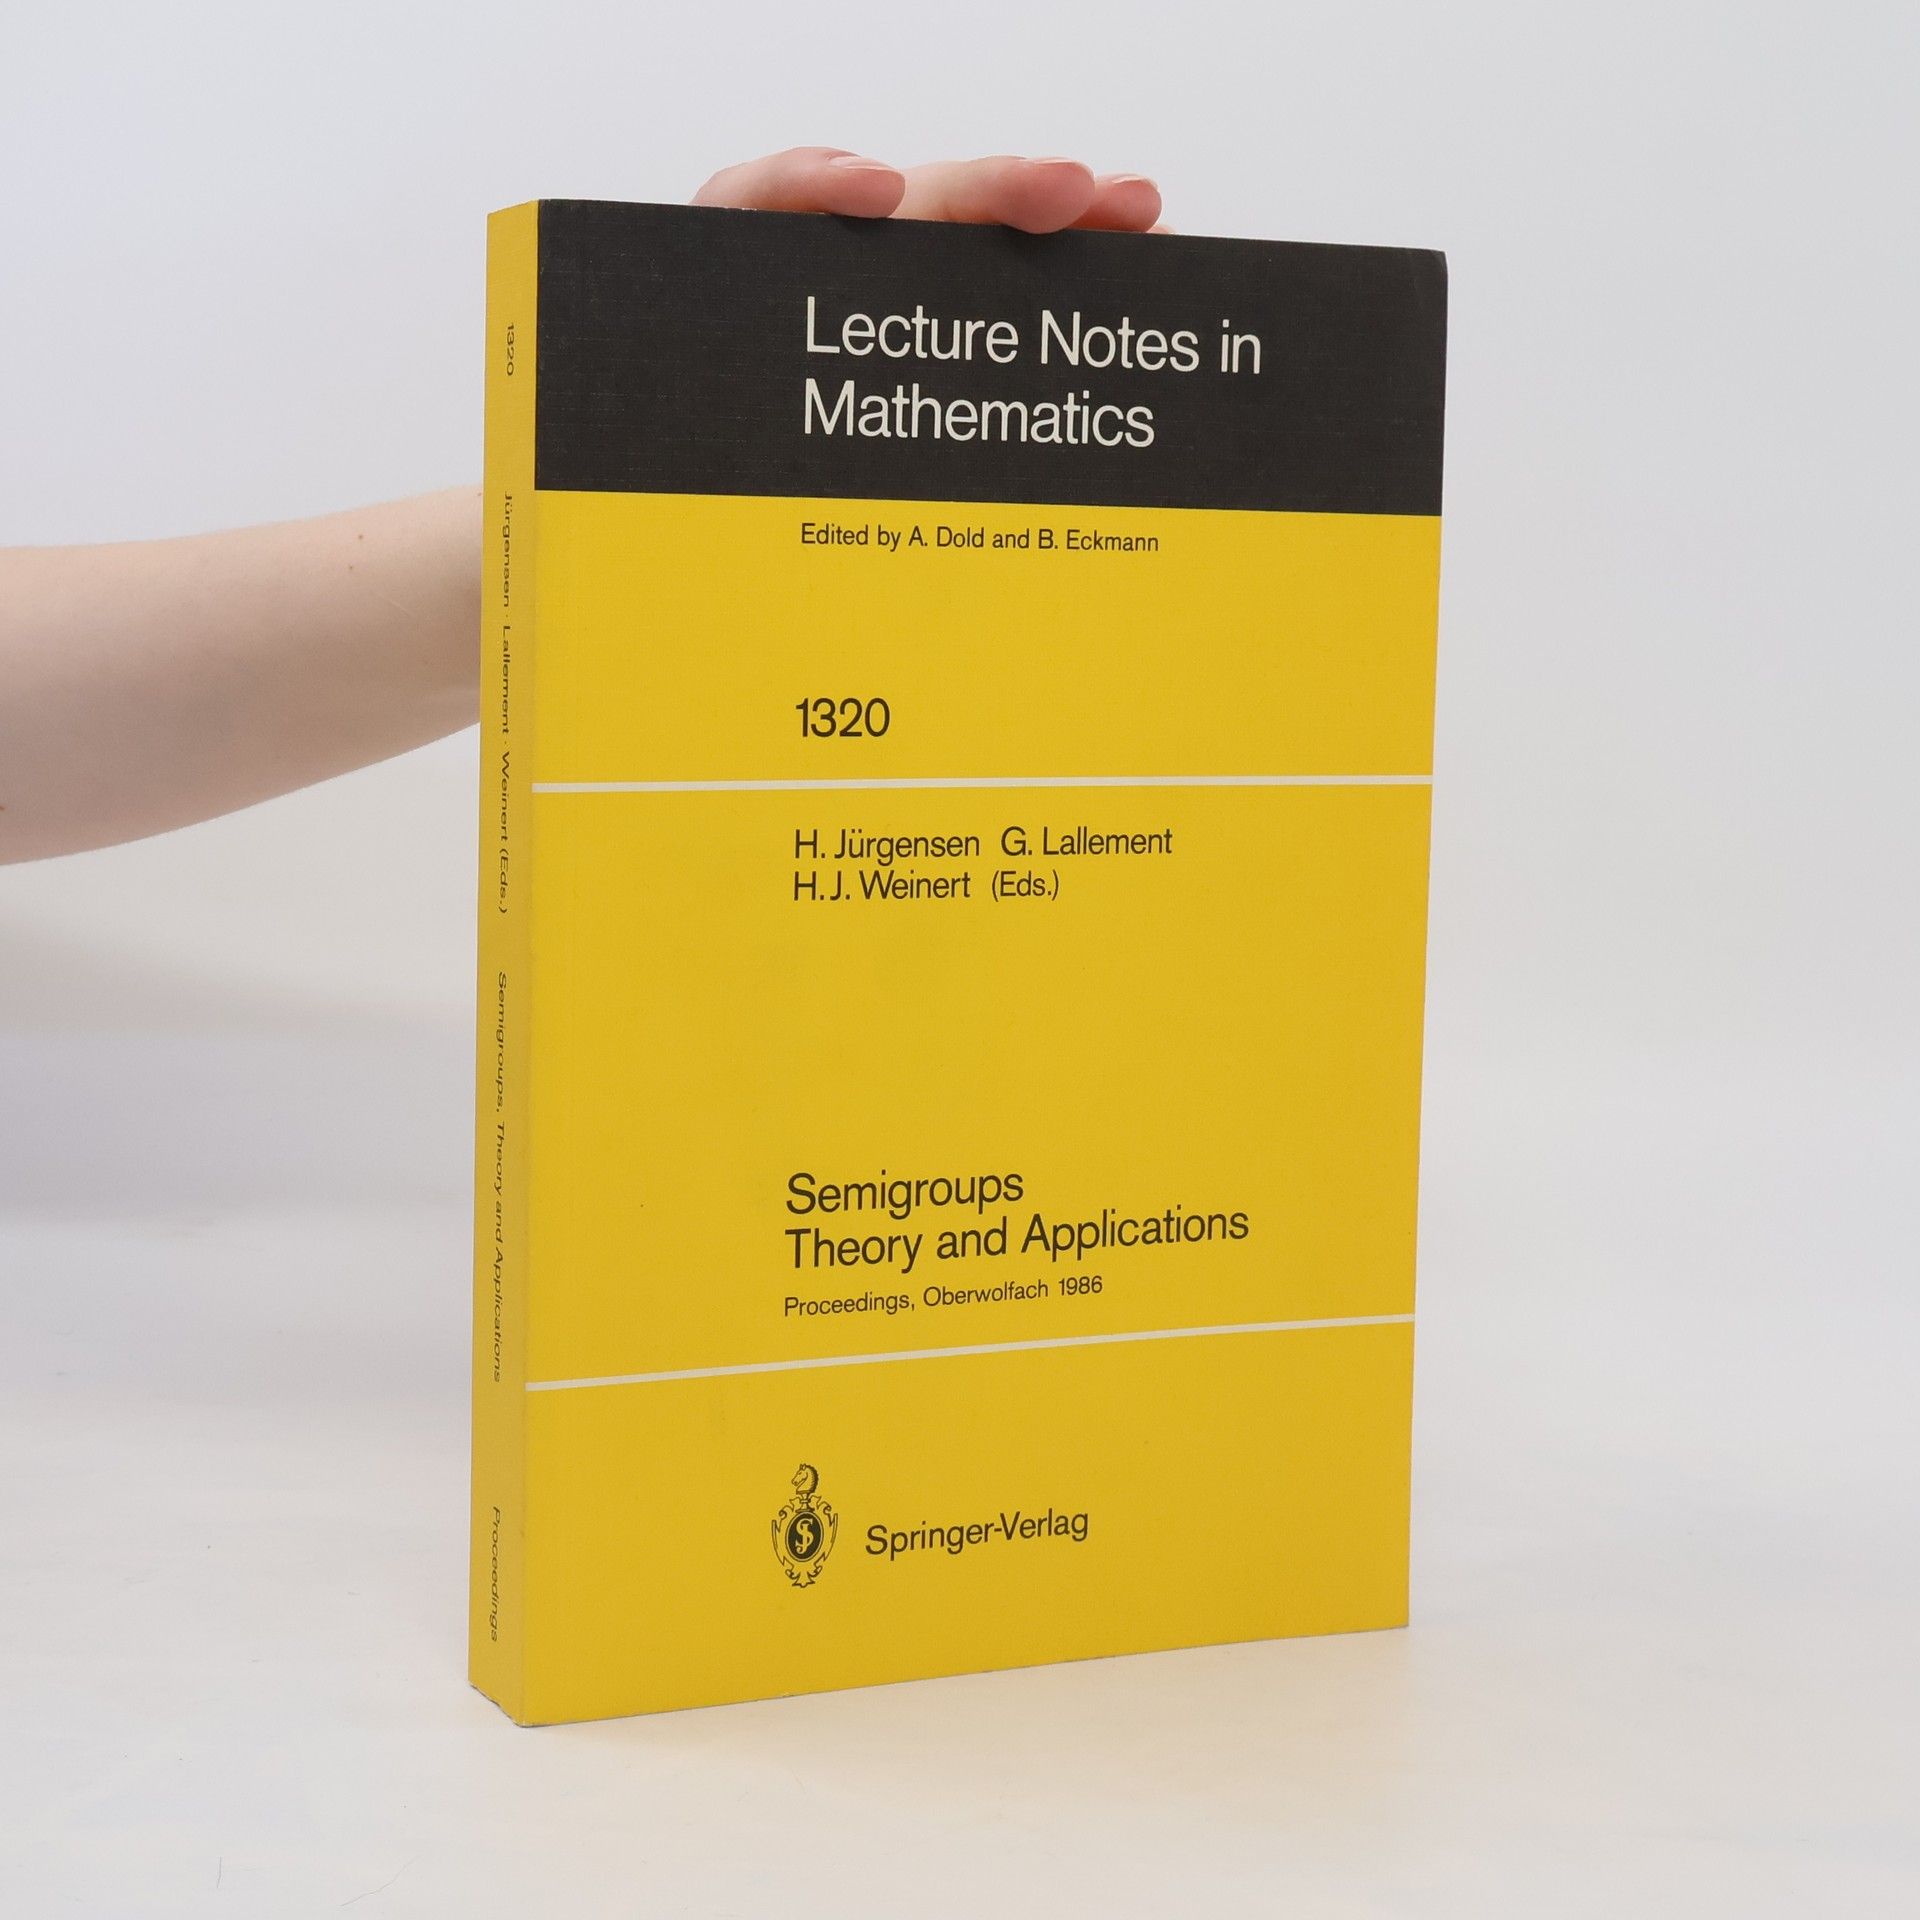 1320
Jürgensen · Lallement · Weinert (Eds.)
Semigroups, Theory and Applications
Proceedings
Lecture Notes in
Mathematics
Edited by A. Dold and B. Eckmann
1320
H. Jürgensen G. Lallement
H. J. Weinert (Eds.)
Semigroups
Theory and Applications
Proceedings, Oberwolfach 1986
Springer-Verlag